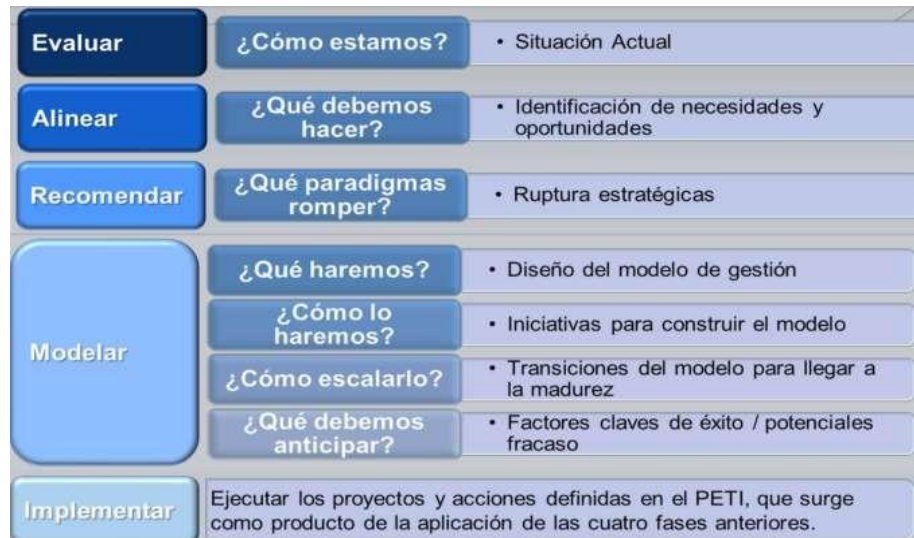 Evaluar
¿Cómo estamos?
• Situación Actual
Alinear
¿Qué debemos
hacer?
• Identificación de necesidades y
oportunidades
Recomendar
¿Qué paradigmas
romper?
• Ruptura estratégicas
Modelar
¿Qué haremos?
• Diseño del modelo de gestión
¿Cómo lo
haremos?
• Iniciativas para construir el modelo
¿Cómo escalarlo?
• Transiciones del modelo para llegar a
la madurez
¿Qué debemos
anticipar?
• Factores claves de éxito / potenciales
fracaso
Implementar
Ejecutar los proyectos y acciones definidas en el PETI, que surge
como producto de la aplicación de las cuatro fases anteriores.